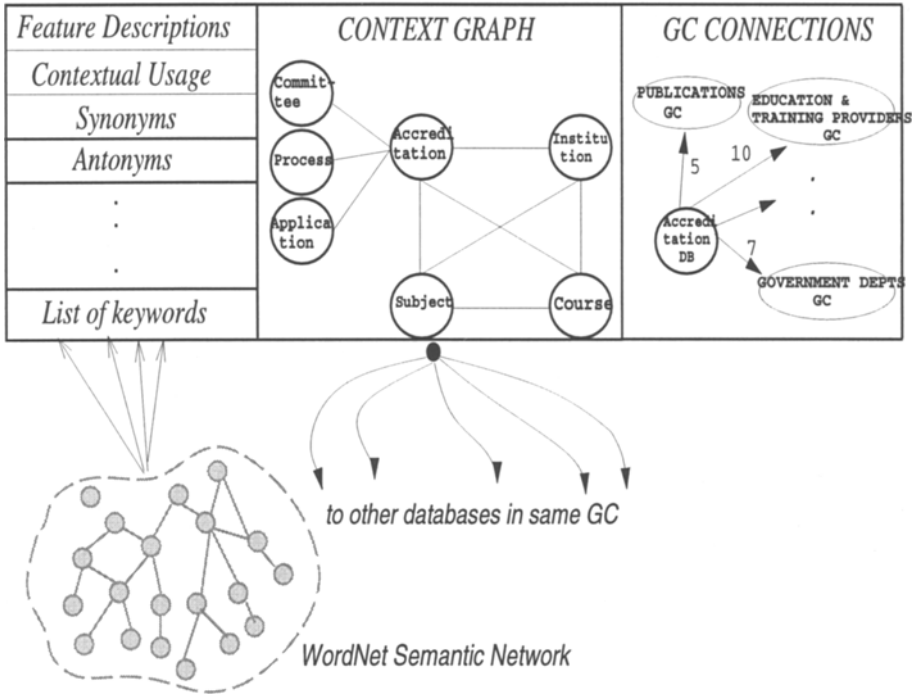 Feature Descriptions
Contextual Usage
Synonyms
Antonyms
.
.
.
List of keywords
CONTEXT GRAPH
Commit-
tee
Process
Applica
tion
Accredi
tation
Institu
tion
Subject
Course
GC CONNECTIONS
PUBLICATIONS
GC
EDUCATION &
TRAINING PROVIDERS
GC
5
10
.
.
Accredi
tation
DB
7
GOVERNMENT DEPTS
GC
to other databases in same GC
WordNet Semantic Network